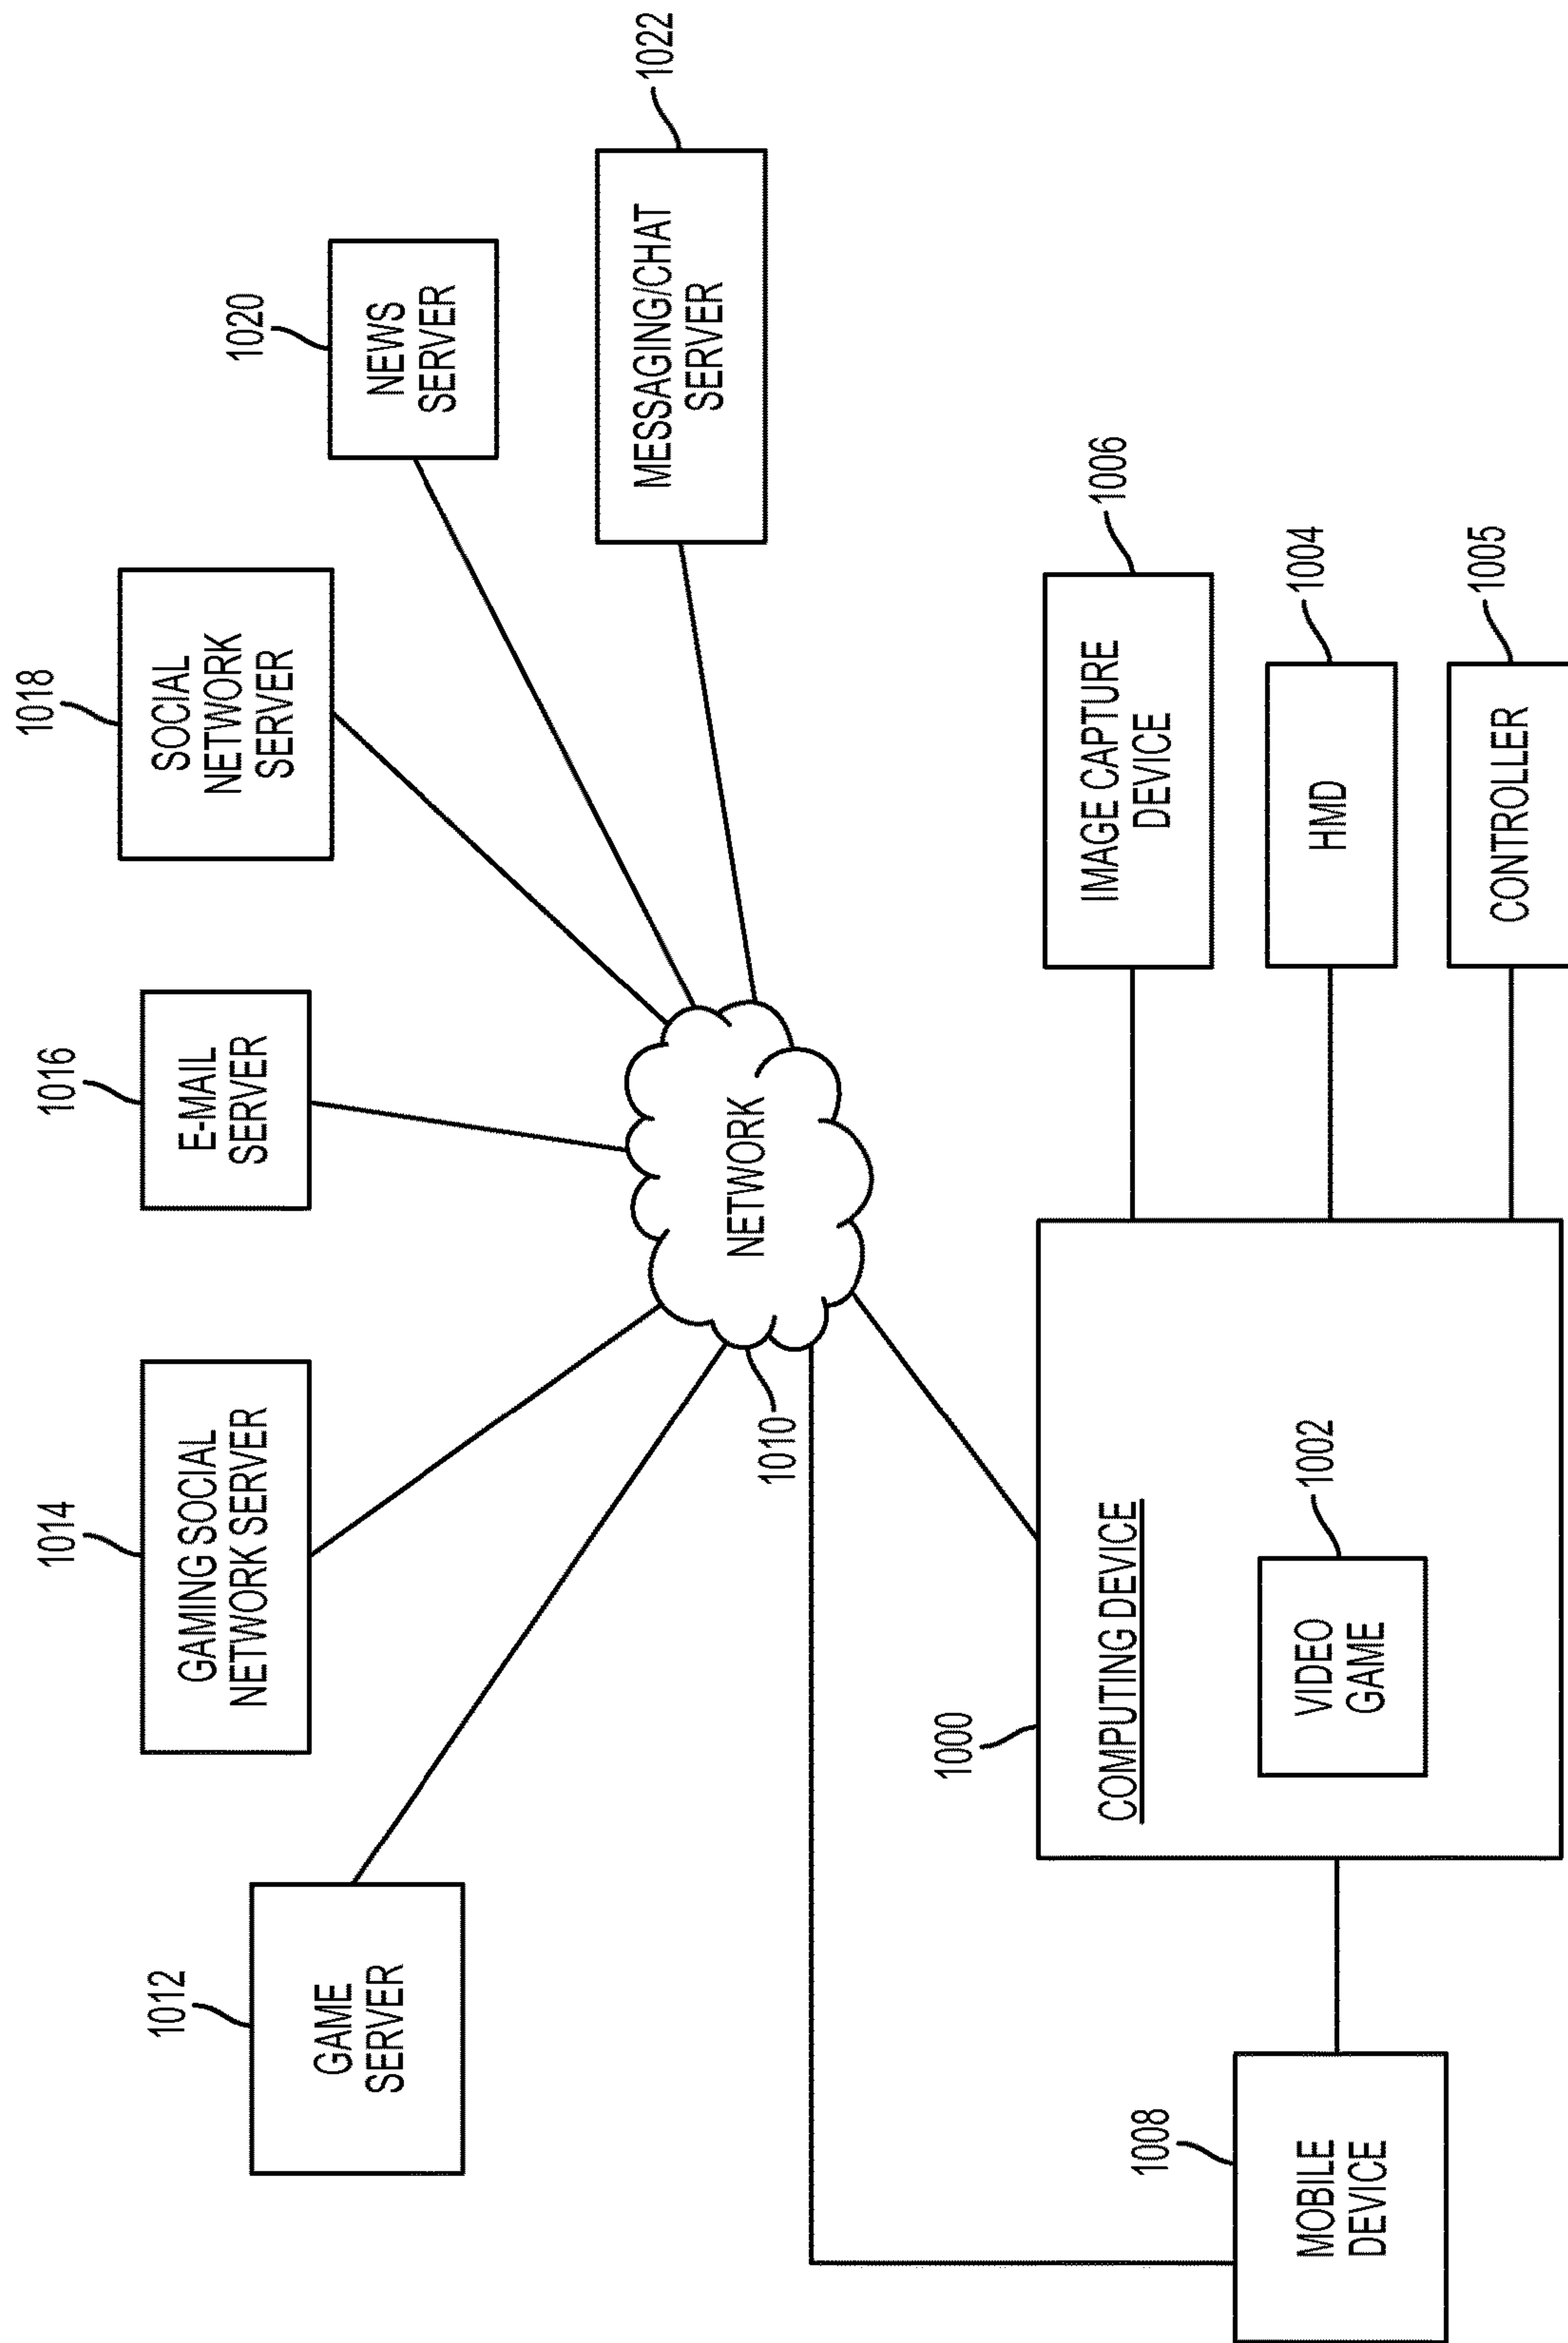 1012
GAME
SERVER
1014
GAMING SOCIAL
NETWORK SERVER
1016
E-MAIL
SERVER
1018
SOCIAL
NETWORK
SERVER
1020
NEWS
SERVER
1022
MESSAGING/CHAT
SERVER
NETWORK
1010
1008
MOBILE
DEVICE
1000
COMPUTING DEVICE
1002
VIDEO
GAME
1006
IMAGE CAPTURE
DEVICE
1004
HMD
1005
CONTROLLER